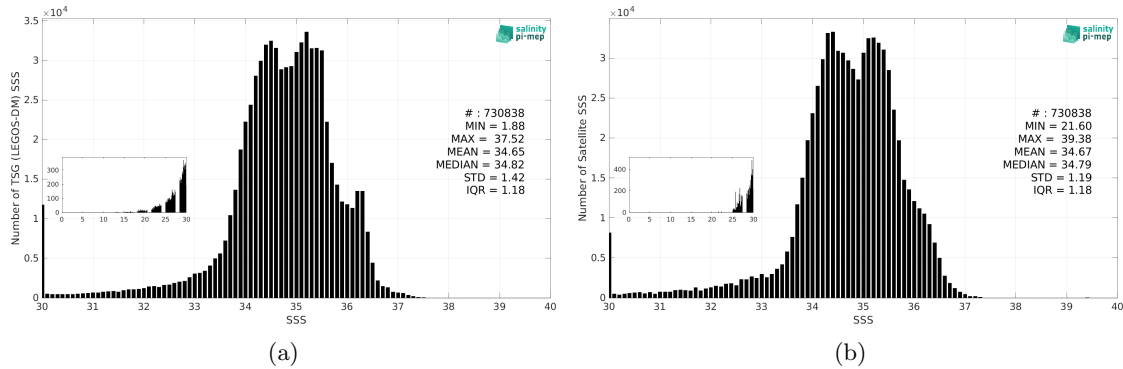 ×10⁴
3.5
3
2.5
2
1.5
1
0.5
0
Number of TSG (LEGOS-DM) SSS
salinity
pi-mep
# : 730838
MIN = 1.88
MAX = 37.52
MEAN = 34.65
MEDIAN = 34.82
STD = 1.42
IQR = 1.18
300
200
100
0
0 5 10 15 20 25 30
30 31 32 33 34 35 36 37 38 39 40
SSS
(a)
×10⁴
3
2.5
2
1.5
1
0.5
0
Number of Satellite SSS
salinity
pi-mep
# : 730838
MIN = 21.60
MAX = 39.38
MEAN = 34.67
MEDIAN = 34.79
STD = 1.19
IQR = 1.18
400
200
0
0 5 10 15 20 25 30
30 31 32 33 34 35 36 37 38 39 40
SSS
(b)